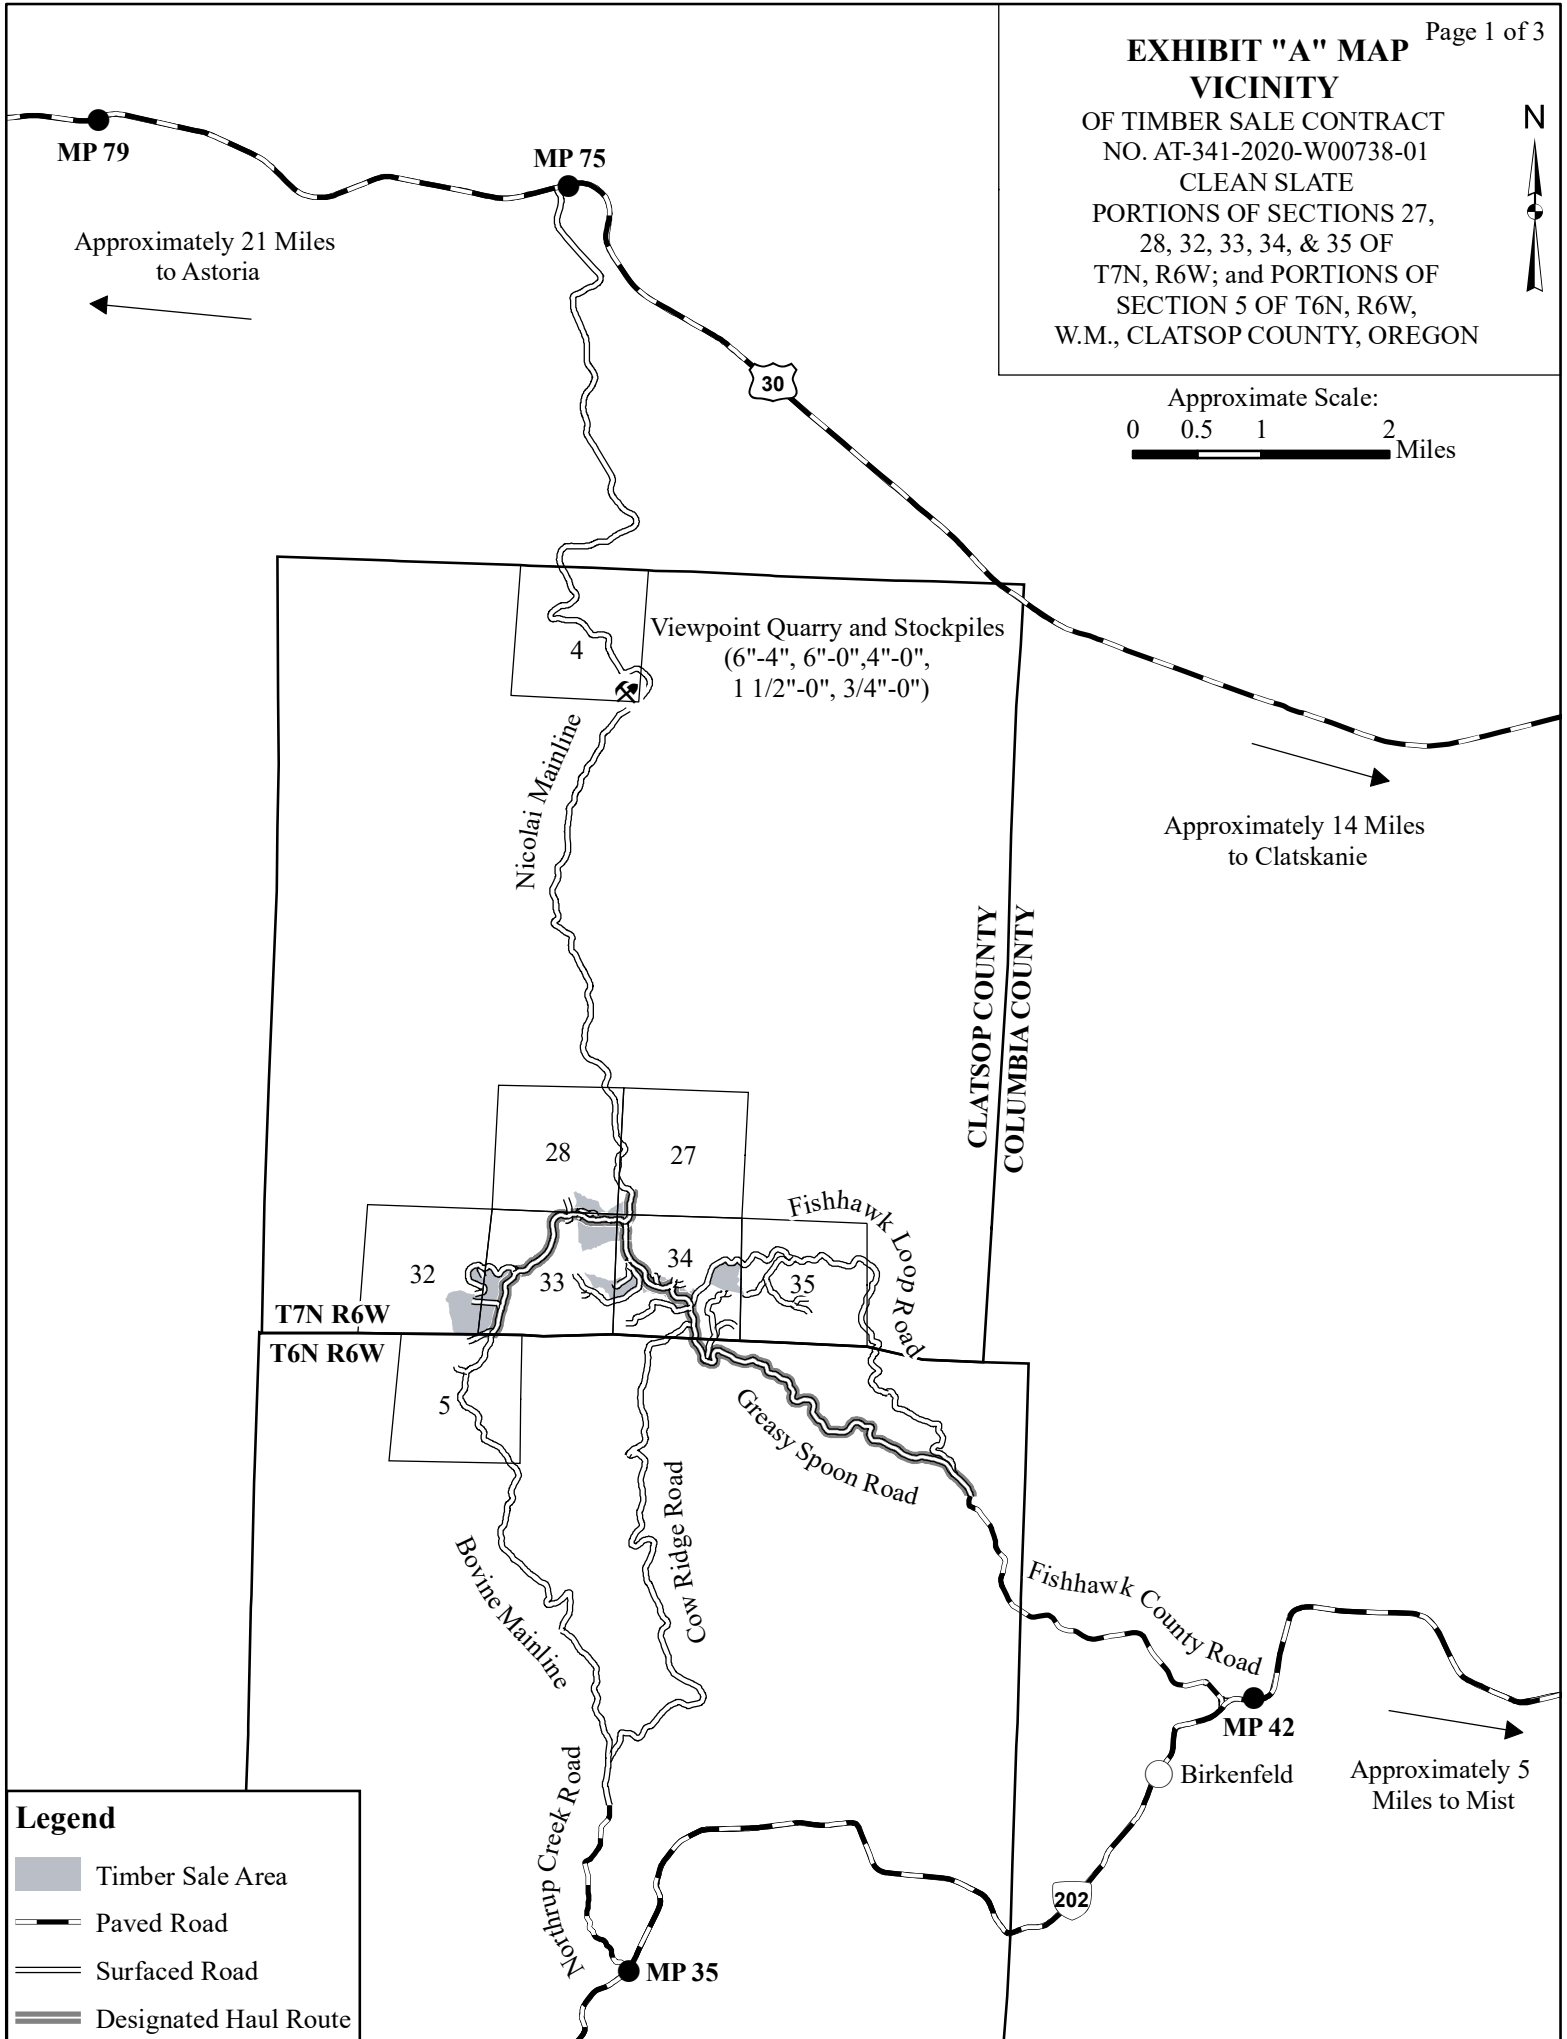 Page 1 of 3
EXHIBIT "A" MAP
VICINITY
OF TIMBER SALE CONTRACT
NO. AT-341-2020-W00738-01
CLEAN SLATE
PORTIONS OF SECTIONS 27,
28, 32, 33, 34, & 35 OF
T7N, R6W; and PORTIONS OF
SECTION 5 OF T6N, R6W,
W.M., CLATSOP COUNTY, OREGON
N
Approximate Scale:
0 0.5 1 2
Miles
MP 79
MP 75
Approximately 21 Miles
to Astoria
30
4
Viewpoint Quarry and Stockpiles
(6"-4", 6"-0",4"-0",
1 1/2"-0", 3/4"-0")
Nicolai Mainline
Approximately 14 Miles
to Clatskanie
CLATSOP COUNTY
COLUMBIA COUNTY
28
27
Fishhawk Loop Road
32
33
34
35
T7N R6W
T6N R6W
5
Greasy Spoon Road
Cow Ridge Road
Bovine Mainline
Fishhawk County Road
MP 42
Birkenfeld
Approximately 5
Miles to Mist
Northrup Creek Road
202
MP 35
Legend
Timber Sale Area
Paved Road
Surfaced Road
Designated Haul Route